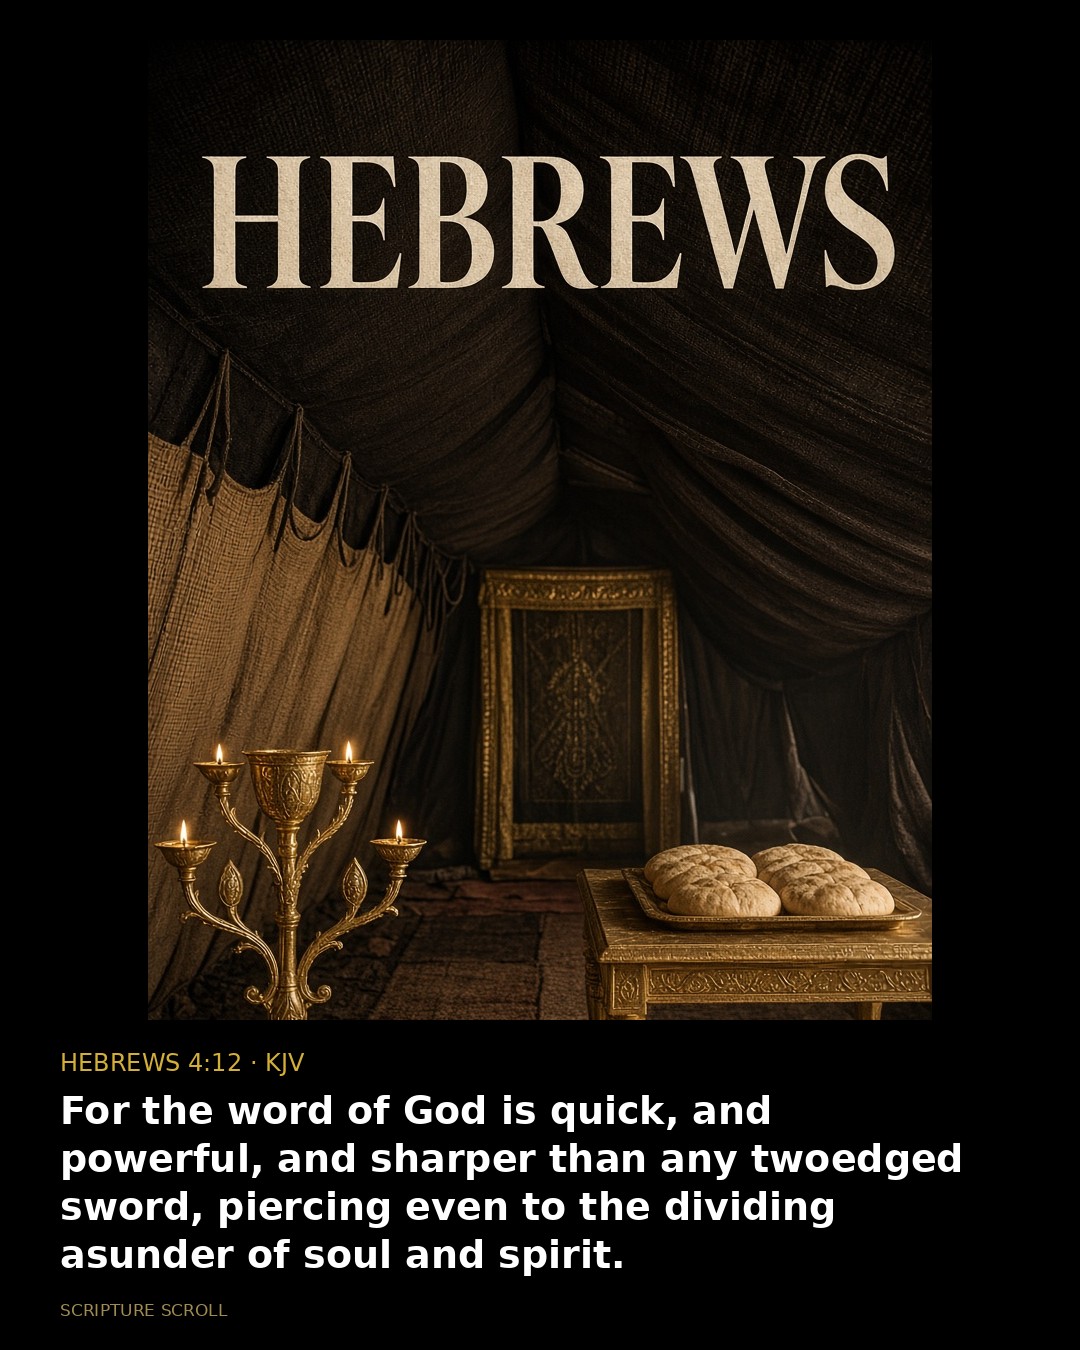 HEBREWS
HEBREWS 4:12 · KJV
For the word of God is quick, and
powerful, and sharper than any twoedged
sword, piercing even to the dividing
asunder of soul and spirit.
SCRIPTURE SCROLL